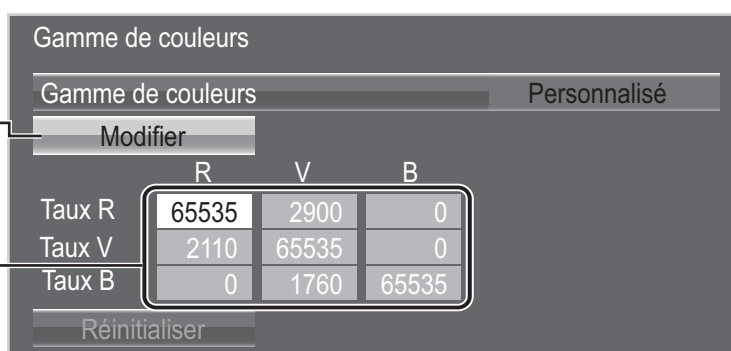 Gamme de couleurs
Gamme de couleurs Personnalisé
Modifier
R V B
Taux R 65535 2900 0
Taux V 2110 65535 0
Taux B 0 1760 65535
Réinitialiser